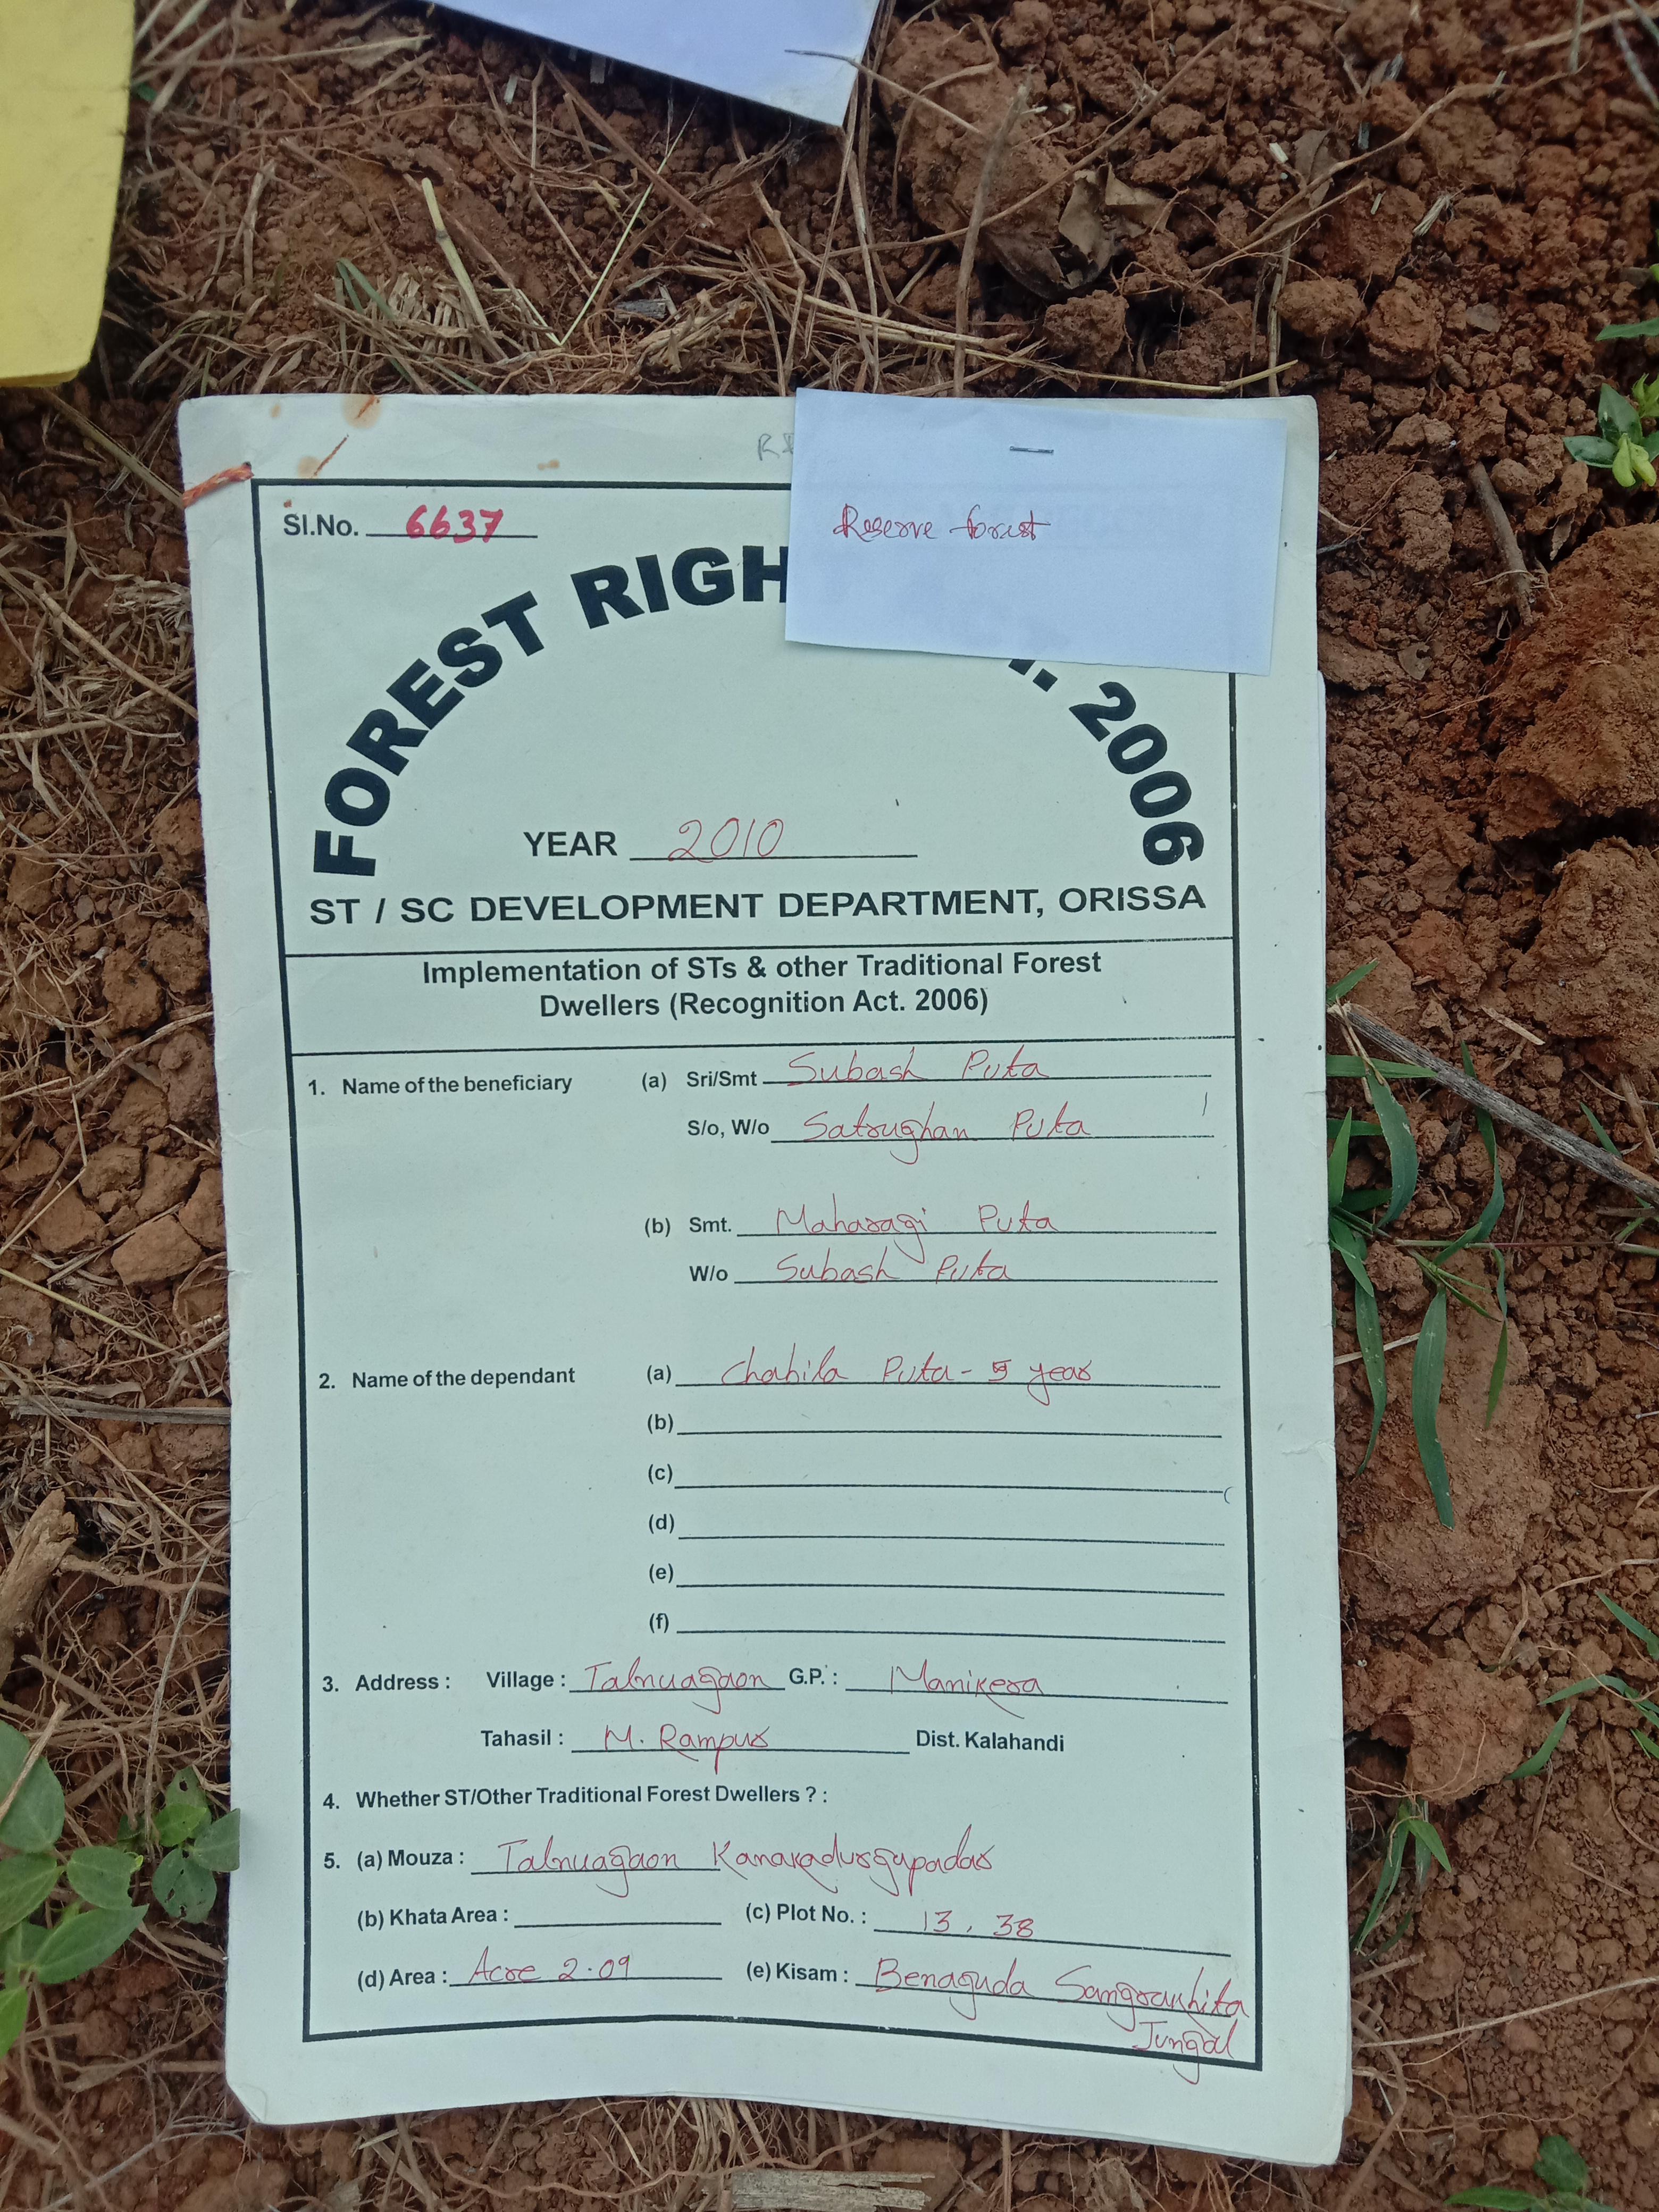 Reserve forest
Sl.No. 6637
FOREST RIGH . 2006
YEAR 2010
ST / SC DEVELOPMENT DEPARTMENT, ORISSA
Implementation of STs & other Traditional Forest
Dwellers (Recognition Act. 2006)
1. Name of the beneficiary (a) Sri/Smt Subash Puta
S/o, W/o Satrughan Puta
(b) Smt. Maharagi Puta
W/o Subash Puta
2. Name of the dependant (a) Chabila Puta - 5 year
(b)
(c)
(d)
(e)
(f)
3. Address : Village : Talnuagaon G.P. : Manikera
Tahasil : M. Rampur Dist. Kalahandi
4. Whether ST/Other Traditional Forest Dwellers ? :
5. (a) Mouza : Talnuagaon Kanakadurgupadar
(b) Khata Area : (c) Plot No. : 13, 38
(d) Area : Acre 2.09 (e) Kisam : Benaguda Sangrakhita
Jungal